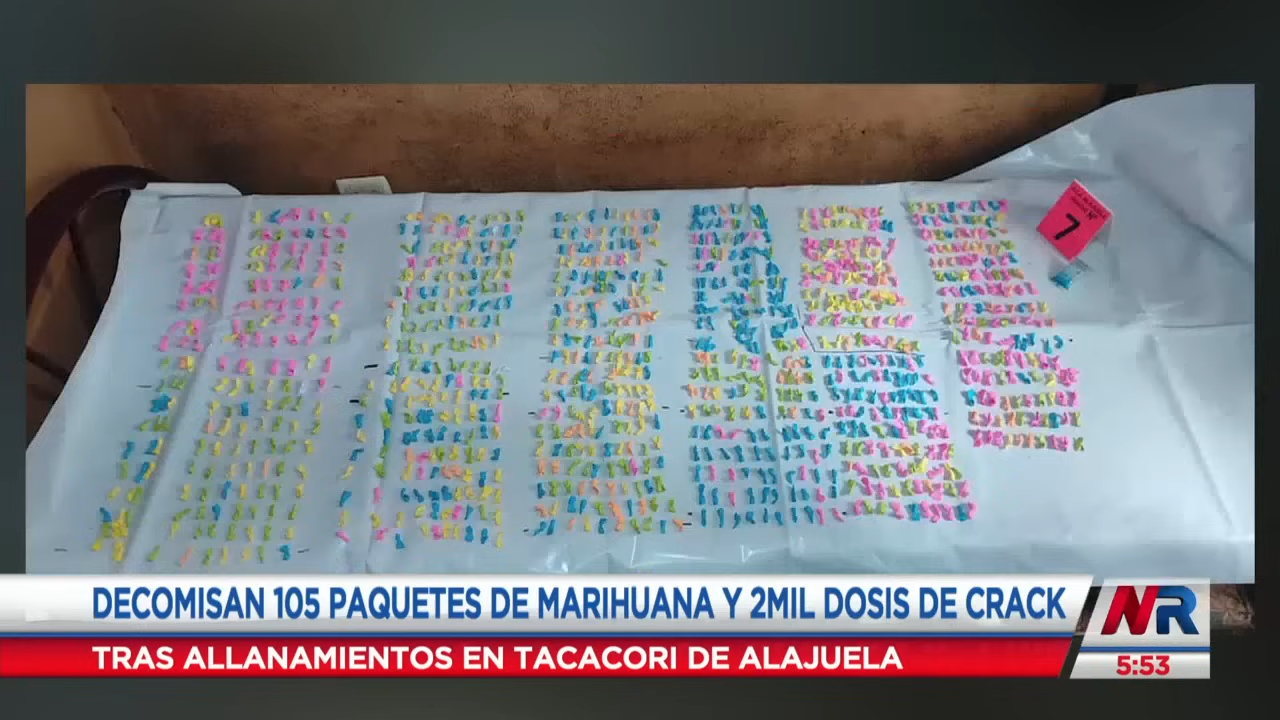 7
DECOMISAN 105 PAQUETES DE MARIHUANA Y 2MIL DOSIS DE CRACK
TRAS ALLANAMIENTOS EN TACACORI DE ALAJUELA
NR
5:53